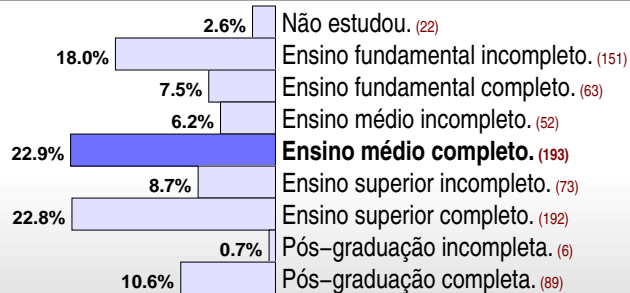 2.6% Não estudou. (22)
18.0% Ensino fundamental incompleto. (151)
7.5% Ensino fundamental completo. (63)
6.2% Ensino médio incompleto. (52)
22.9% Ensino médio completo. (193)
8.7% Ensino superior incompleto. (73)
22.8% Ensino superior completo. (192)
0.7% Pós−graduação incompleta. (6)
10.6% Pós−graduação completa. (89)